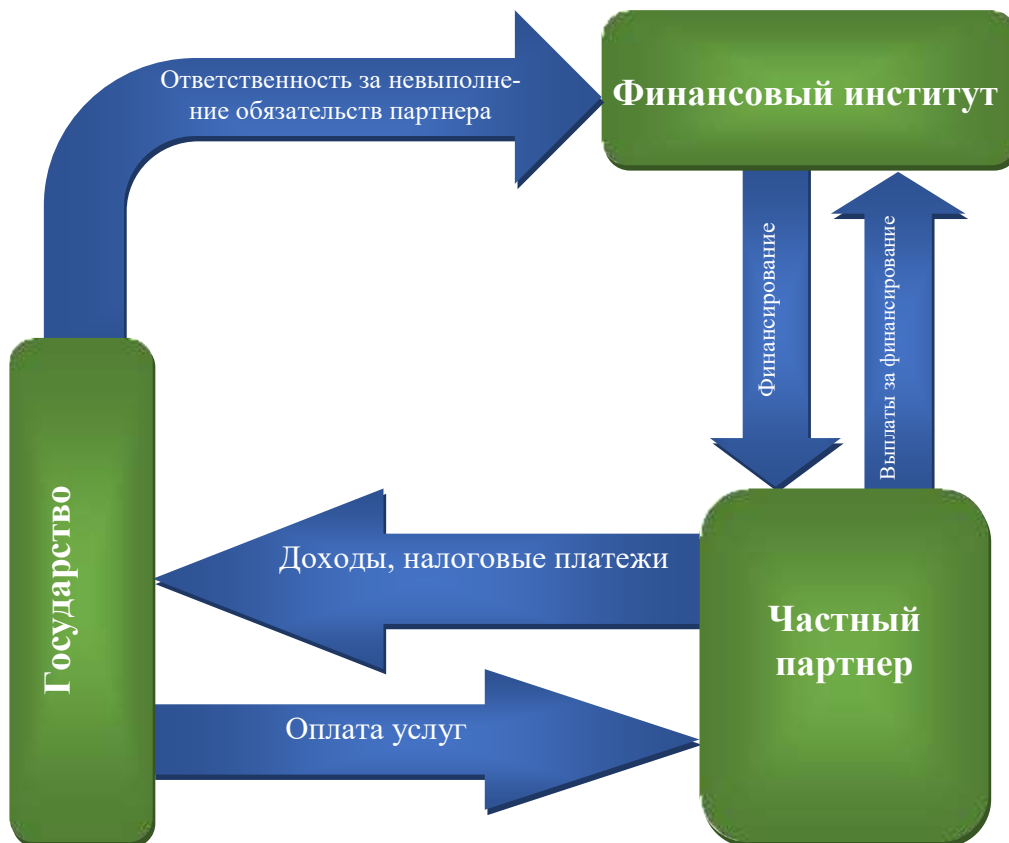 Ответственность за невыполне-
ние обязательств партнера
Финансовый институт
Финансирование
Выплаты за финансирование
Государство
Доходы, налоговые платежи
Частный
партнер
Оплата услуг